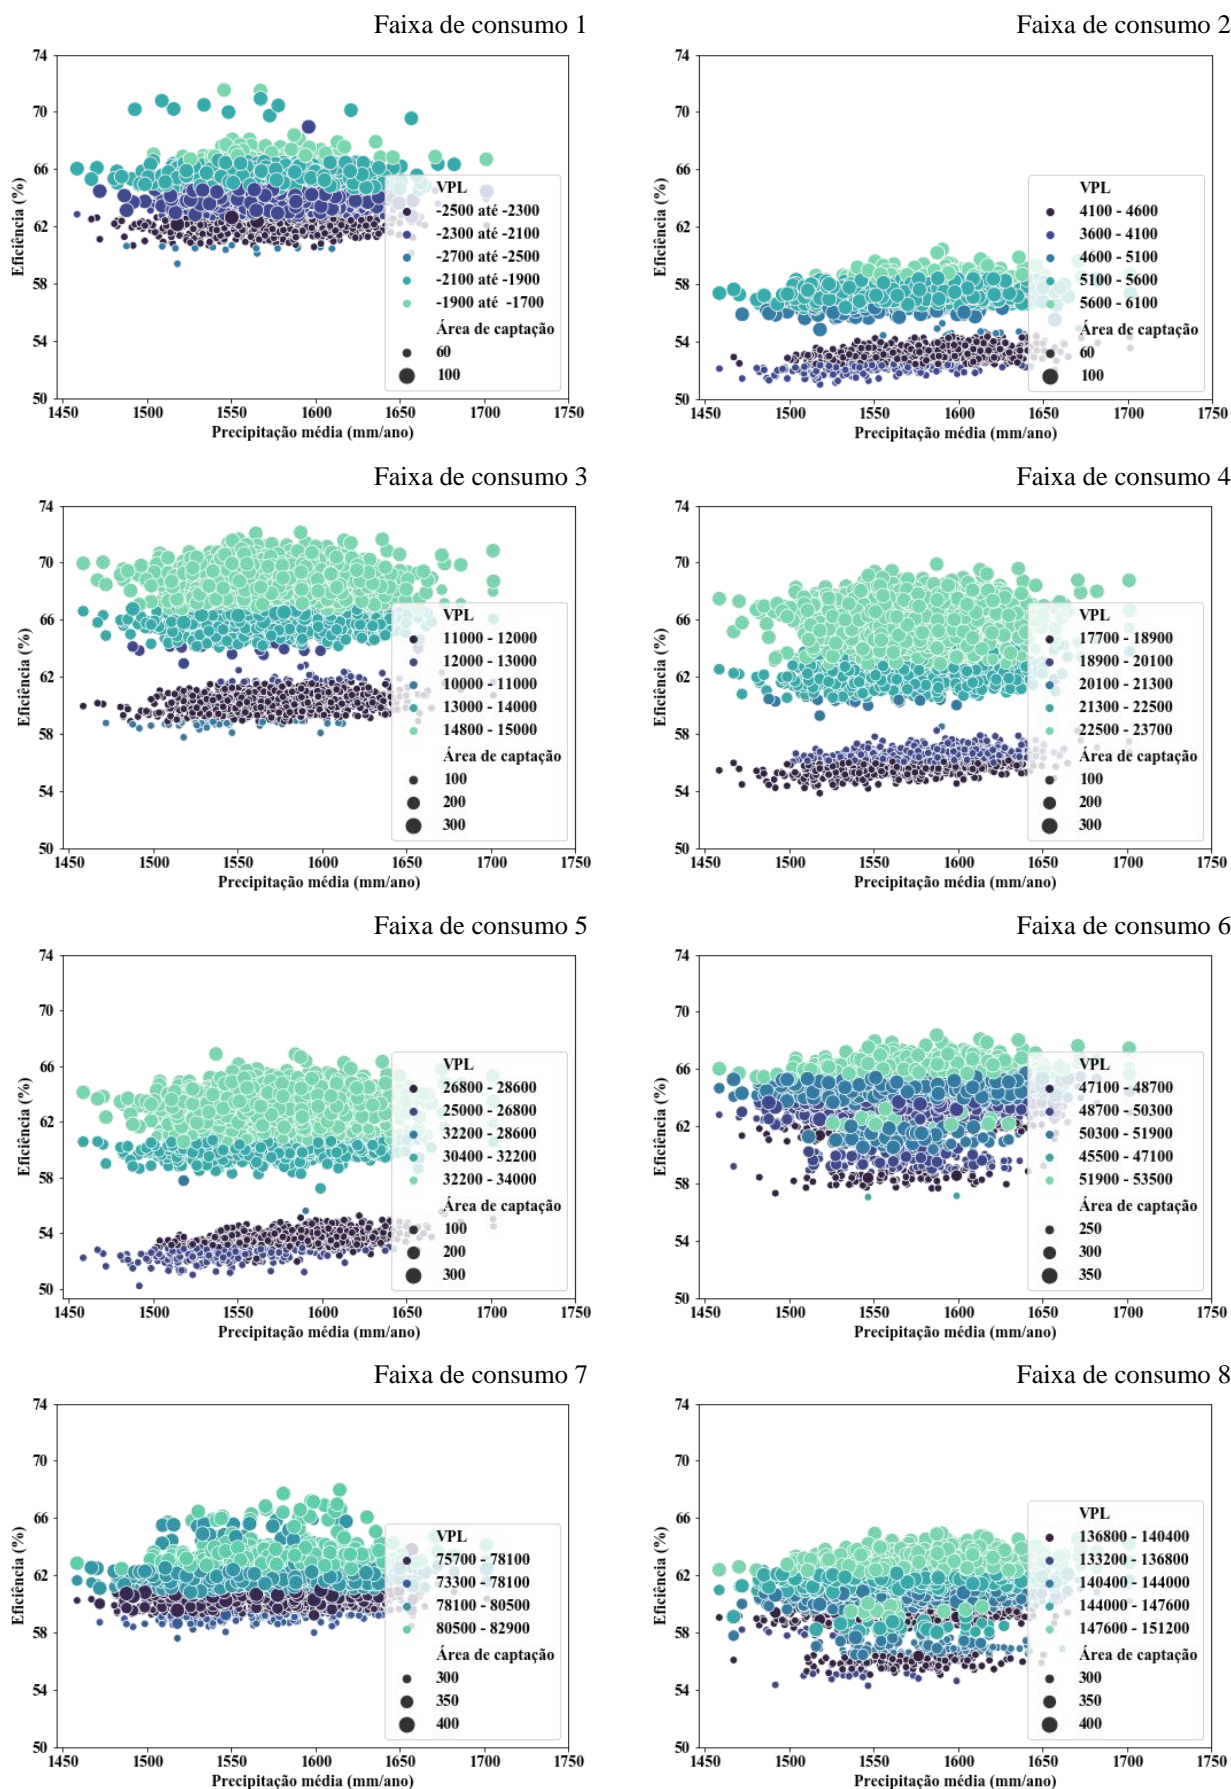 Faixa de consumo 1
74
70
66
62
58
54
50
Eficiência (%)
VPL
-2500 até -2300
-2300 até -2100
-2700 até -2500
-2100 até -1900
-1900 até -1700
Área de captação
60
100
1450 1500 1550 1600 1650 1700 1750
Precipitação média (mm/ano)
Faixa de consumo 2
74
70
66
62
58
54
50
Eficiência (%)
VPL
4100 - 4600
3600 - 4100
4600 - 5100
5100 - 5600
5600 - 6100
Área de captação
60
100
1450 1500 1550 1600 1650 1700 1750
Precipitação média (mm/ano)
Faixa de consumo 3
74
70
66
62
58
54
50
Eficiência (%)
VPL
11000 - 12000
12000 - 13000
10000 - 11000
13000 - 14000
14800 - 15000
Área de captação
100
200
300
1450 1500 1550 1600 1650 1700 1750
Precipitação média (mm/ano)
Faixa de consumo 4
74
70
66
62
58
54
50
Eficiência (%)
VPL
17700 - 18900
18900 - 20100
20100 - 21300
21300 - 22500
22500 - 23700
Área de captação
100
200
300
1450 1500 1550 1600 1650 1700 1750
Precipitação média (mm/ano)
Faixa de consumo 5
74
70
66
62
58
54
50
Eficiência (%)
VPL
26800 - 28600
25000 - 26800
32200 - 28600
30400 - 32200
32200 - 34000
Área de captação
100
200
300
1450 1500 1550 1600 1650 1700 1750
Precipitação média (mm/ano)
Faixa de consumo 6
74
70
66
62
58
54
50
Eficiência (%)
VPL
47100 - 48700
48700 - 50300
50300 - 51900
45500 - 47100
51900 - 53500
Área de captação
250
300
350
1450 1500 1550 1600 1650 1700 1750
Precipitação média (mm/ano)
Faixa de consumo 7
74
70
66
62
58
54
50
Eficiência (%)
VPL
75700 - 78100
73300 - 78100
78100 - 80500
80500 - 82900
Área de captação
300
350
400
1450 1500 1550 1600 1650 1700 1750
Precipitação média (mm/ano)
Faixa de consumo 8
74
70
66
62
58
54
50
Eficiência (%)
VPL
136800 - 140400
133200 - 136800
140400 - 144000
144000 - 147600
147600 - 151200
Área de captação
300
350
400
1450 1500 1550 1600 1650 1700 1750
Precipitação média (mm/ano)